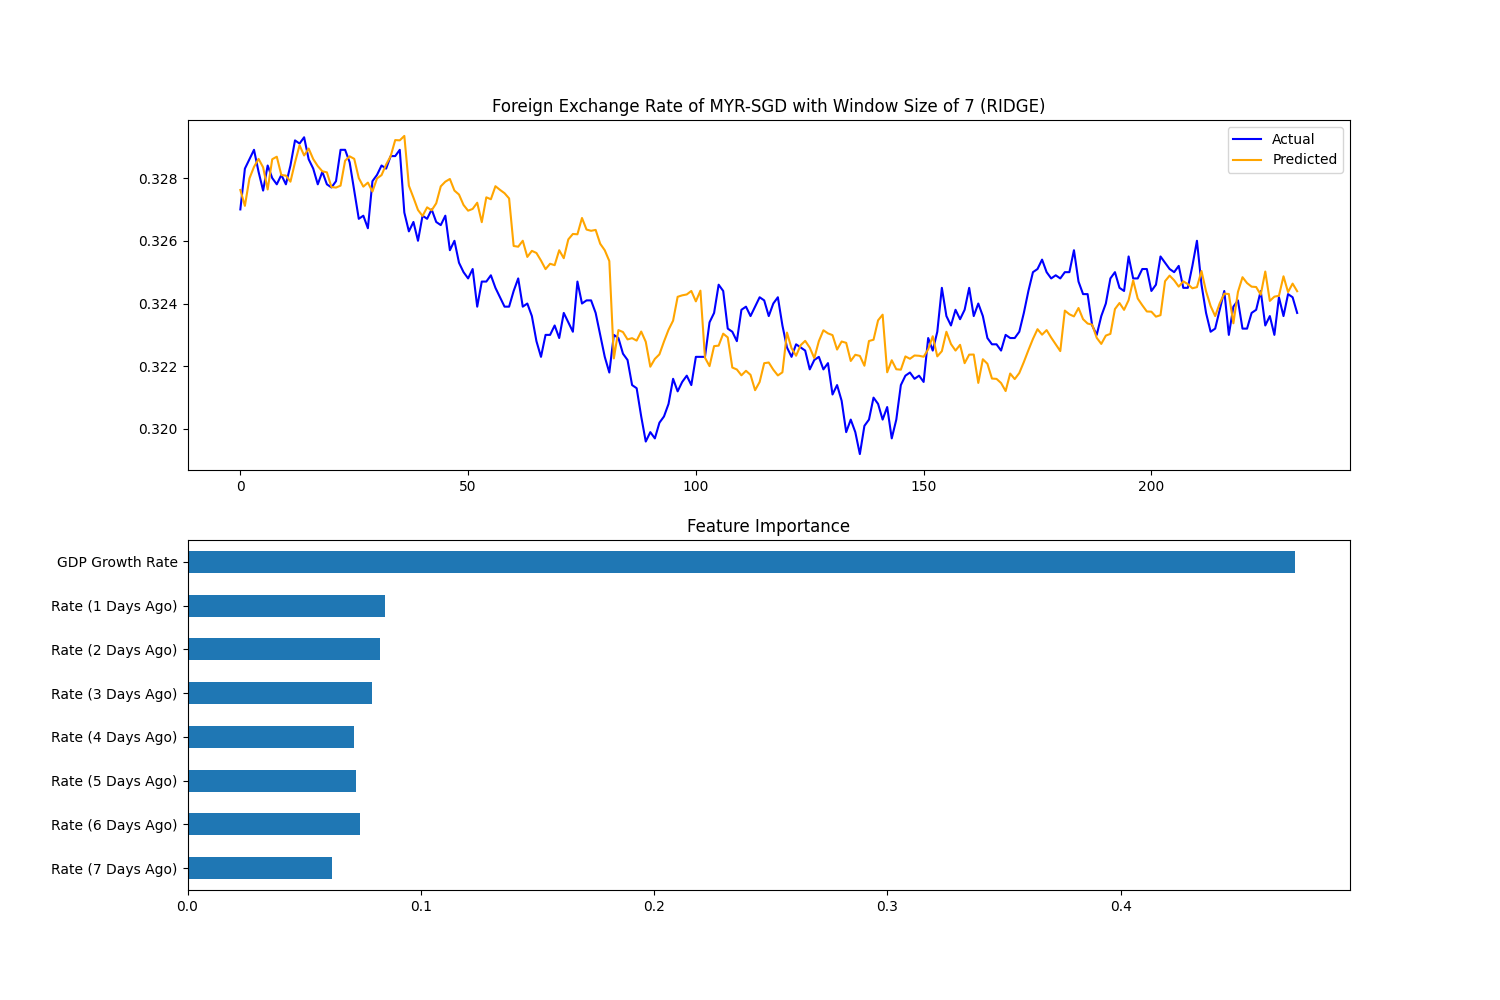 Foreign Exchange Rate of MYR-SGD with Window Size of 7 (RIDGE)
Actual
Predicted
0.328
0.326
0.324
0.322
0.320
0 50 100 150 200
Feature Importance
GDP Growth Rate
Rate (1 Days Ago)
Rate (2 Days Ago)
Rate (3 Days Ago)
Rate (4 Days Ago)
Rate (5 Days Ago)
Rate (6 Days Ago)
Rate (7 Days Ago)
0.0 0.1 0.2 0.3 0.4